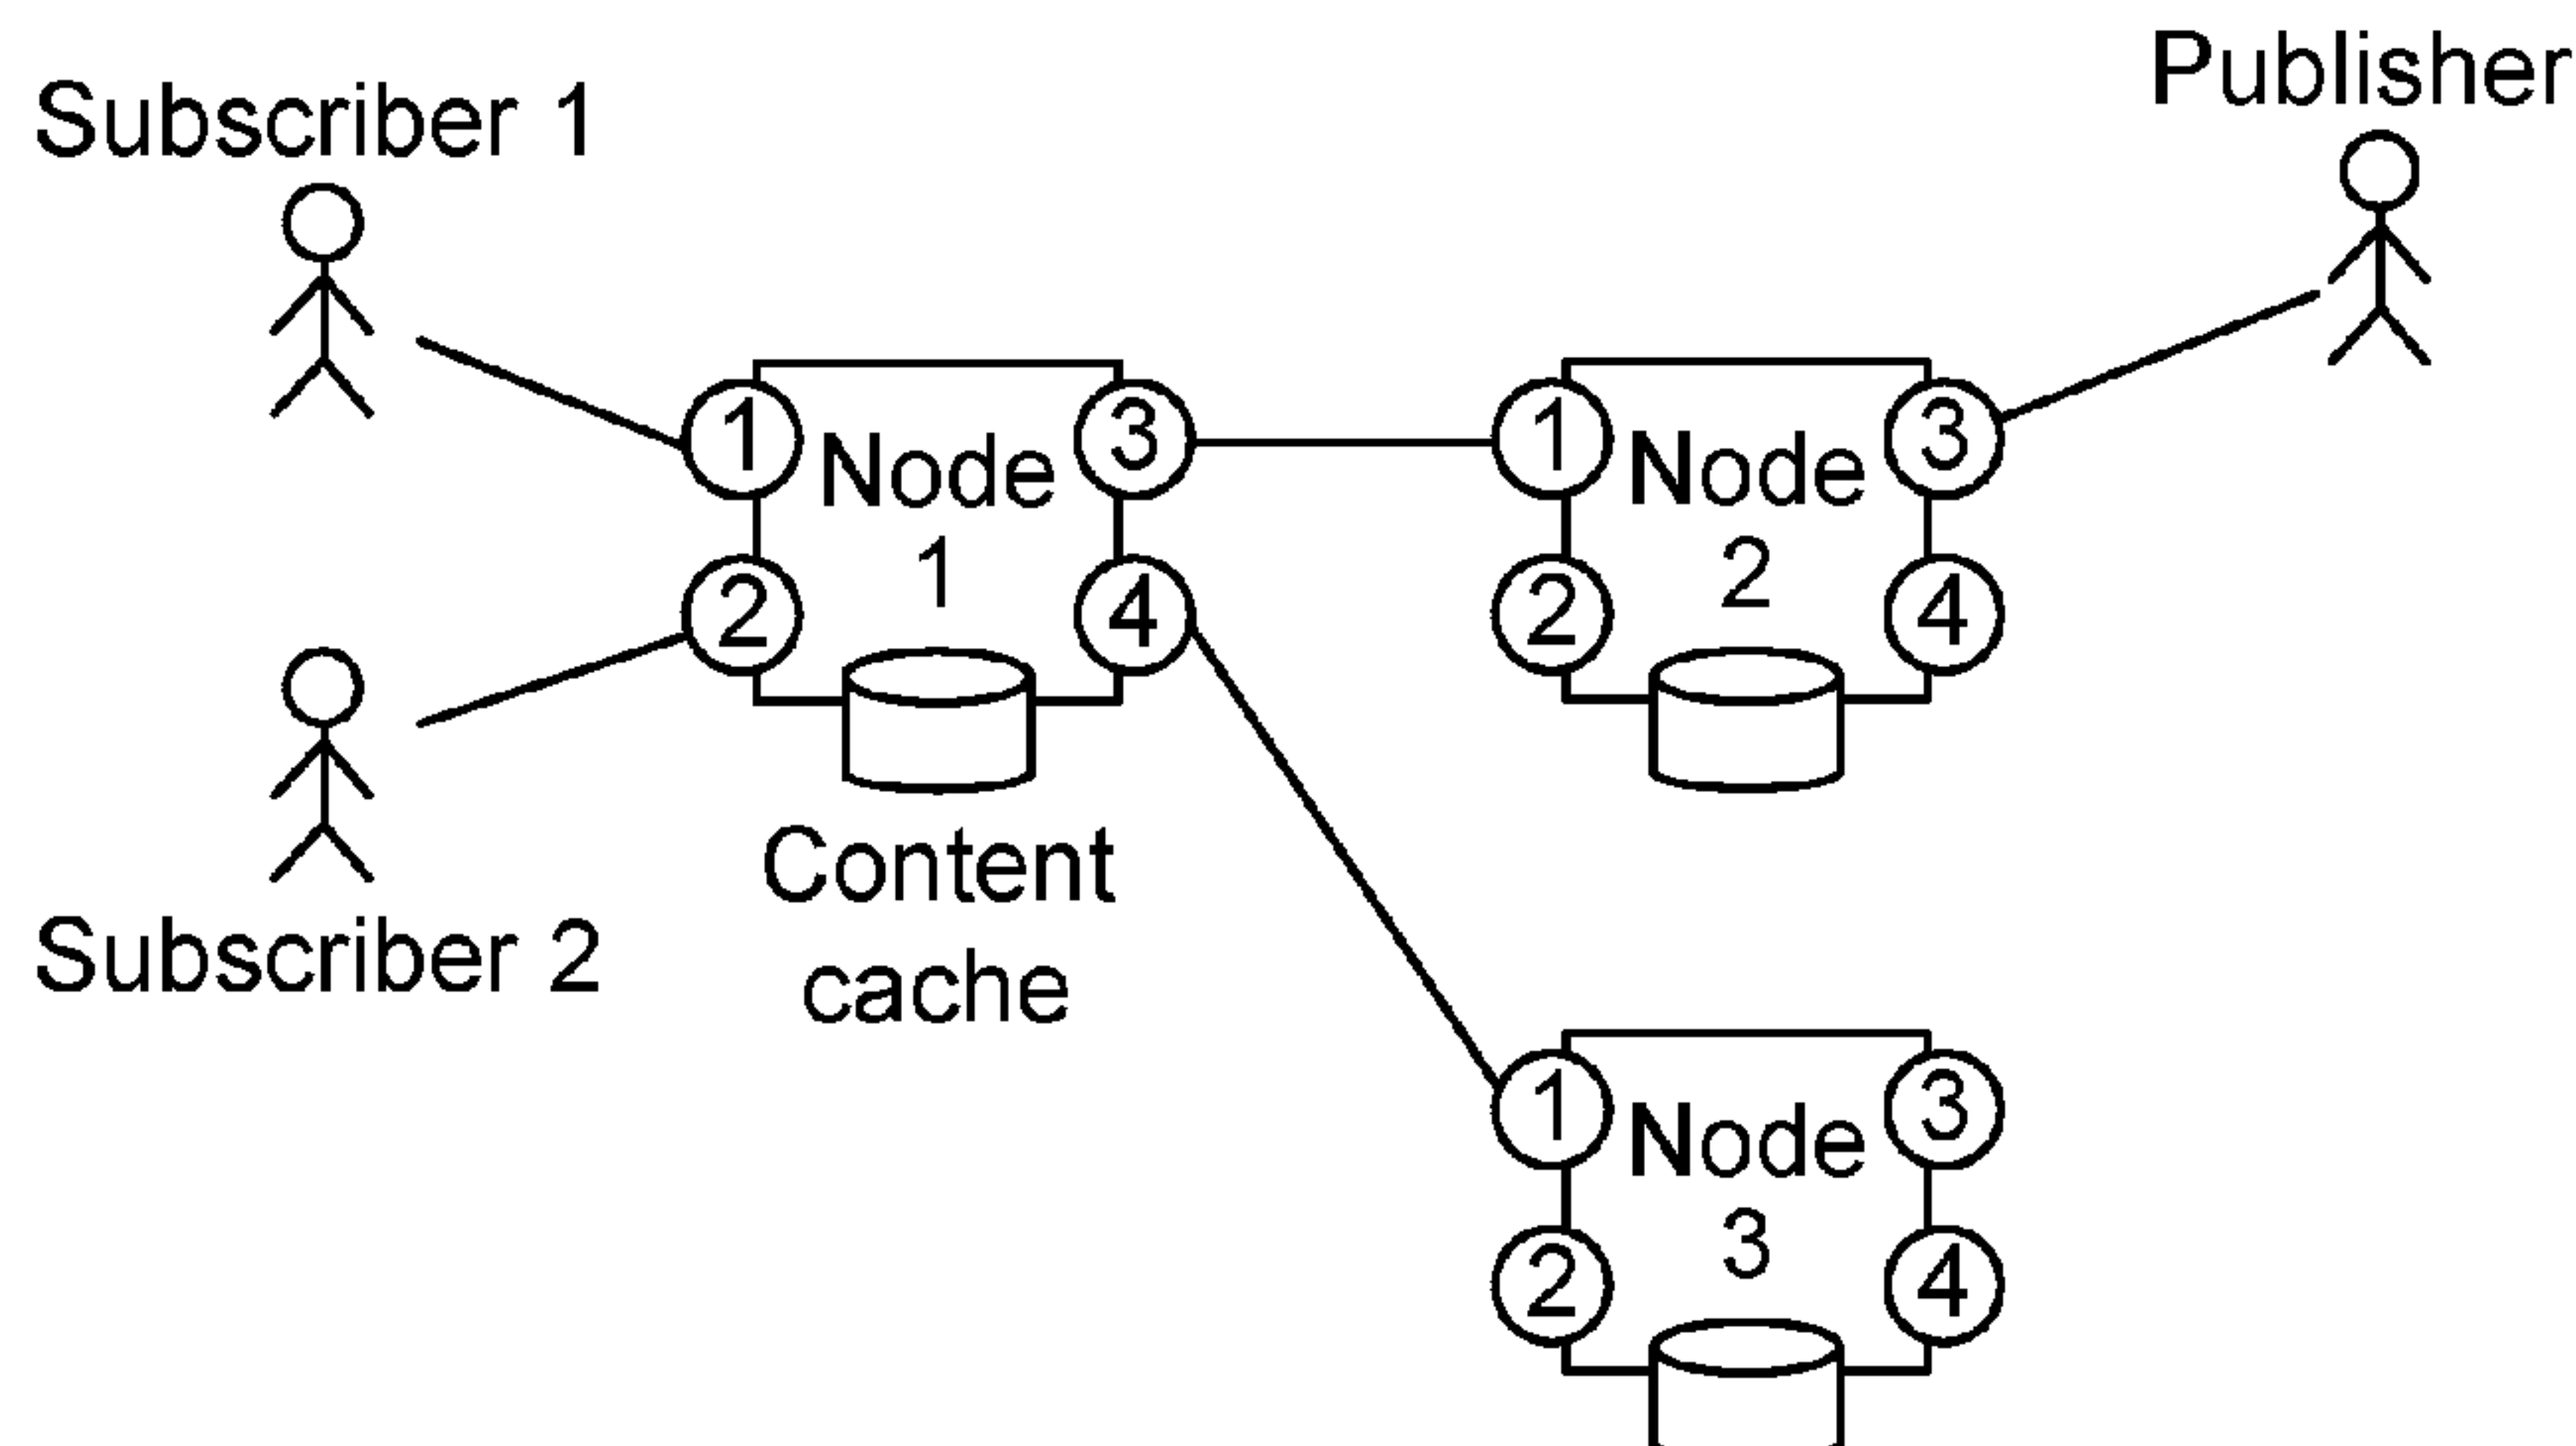 Publisher
Subscriber 1
1 Node 3
1
2 4
1 Node 3
2
2 4
Content
cache
Subscriber 2
1 Node 3
3
2 4